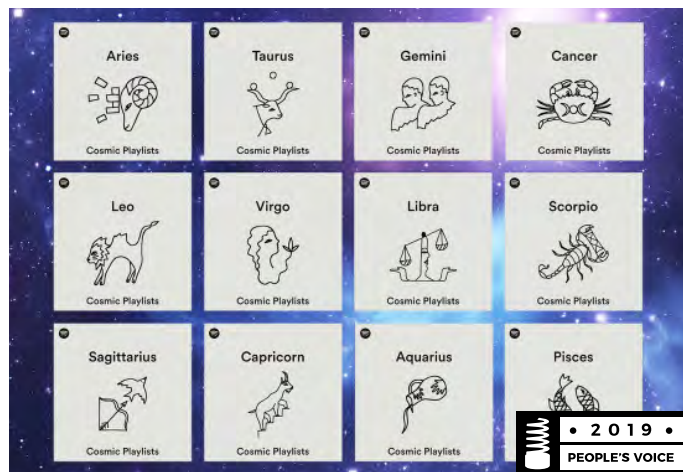 Aries
Cosmic Playlists
Taurus
Cosmic Playlists
Gemini
Cosmic Playlists
Cancer
Cosmic Playlists
Leo
Cosmic Playlists
Virgo
Cosmic Playlists
Libra
Cosmic Playlists
Scorpio
Cosmic Playlists
Sagittarius
Cosmic Playlists
Capricorn
Cosmic Playlists
Aquarius
Cosmic Playlists
Pisces
• 2019 •
PEOPLE'S VOICE